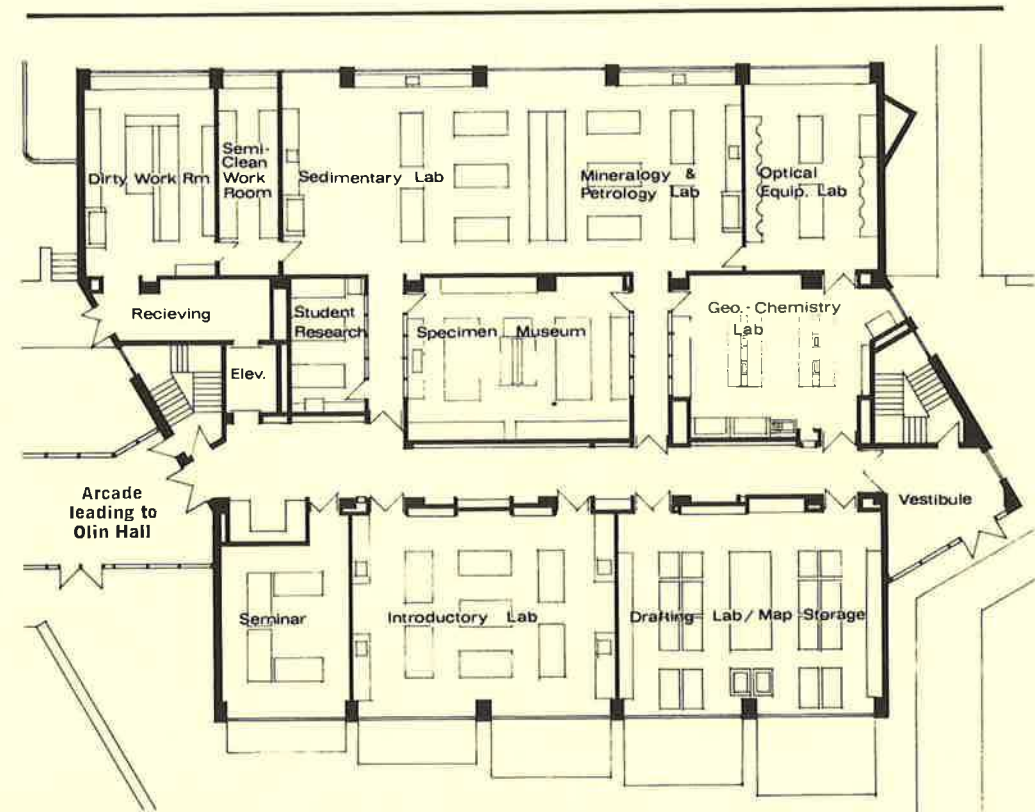 Dirty Work Rm
Semi-
Clean
Work
Room
Sedimentary Lab
Mineralogy &
Petrology Lab
Optical
Equip. Lab
Recieving
Student
Research
Specimen Museum
Geo.-Chemistry
Lab
Elev.
Arcade
leading to
Olin Hall
Vestibule
Seminar
Introductory Lab
Drafting Lab/Map Storage